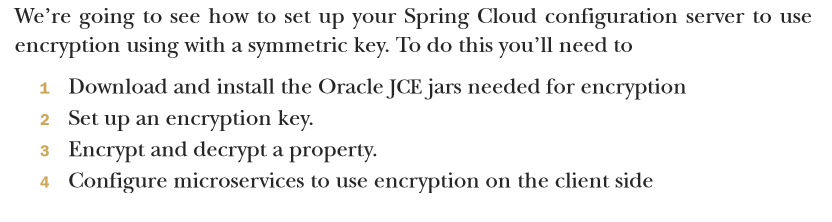 We're going to see how to set up your Spring Cloud configuration server to use
encryption using with a symmetric key. To do this you'll need to
1 Download and install the Oracle JCE jars needed for encryption
2 Set up an encryption key.
3 Encrypt and decrypt a property.
4 Configure microservices to use encryption on the client side